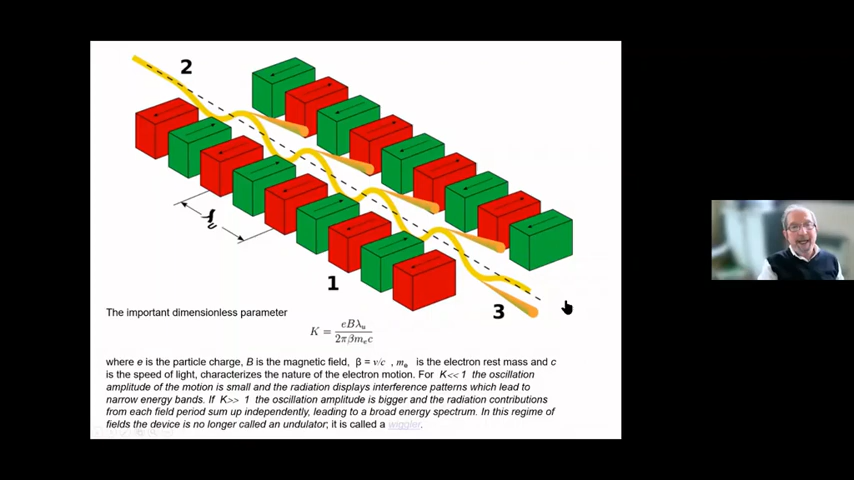 2
λu
1
3
The important dimensionless parameter
K = eBλu / 2πβmec
where e is the particle charge, B is the magnetic field, β = v/c , me is the electron rest mass and c
is the speed of light, characterizes the nature of the electron motion. For K<< 1 the oscillation
amplitude of the motion is small and the radiation displays interference patterns which lead to
narrow energy bands. If K>> 1 the oscillation amplitude is bigger and the radiation contributions
from each field period sum up independently, leading to a broad energy spectrum. In this regime of
fields the device is no longer called an undulator; it is called a wiggler.